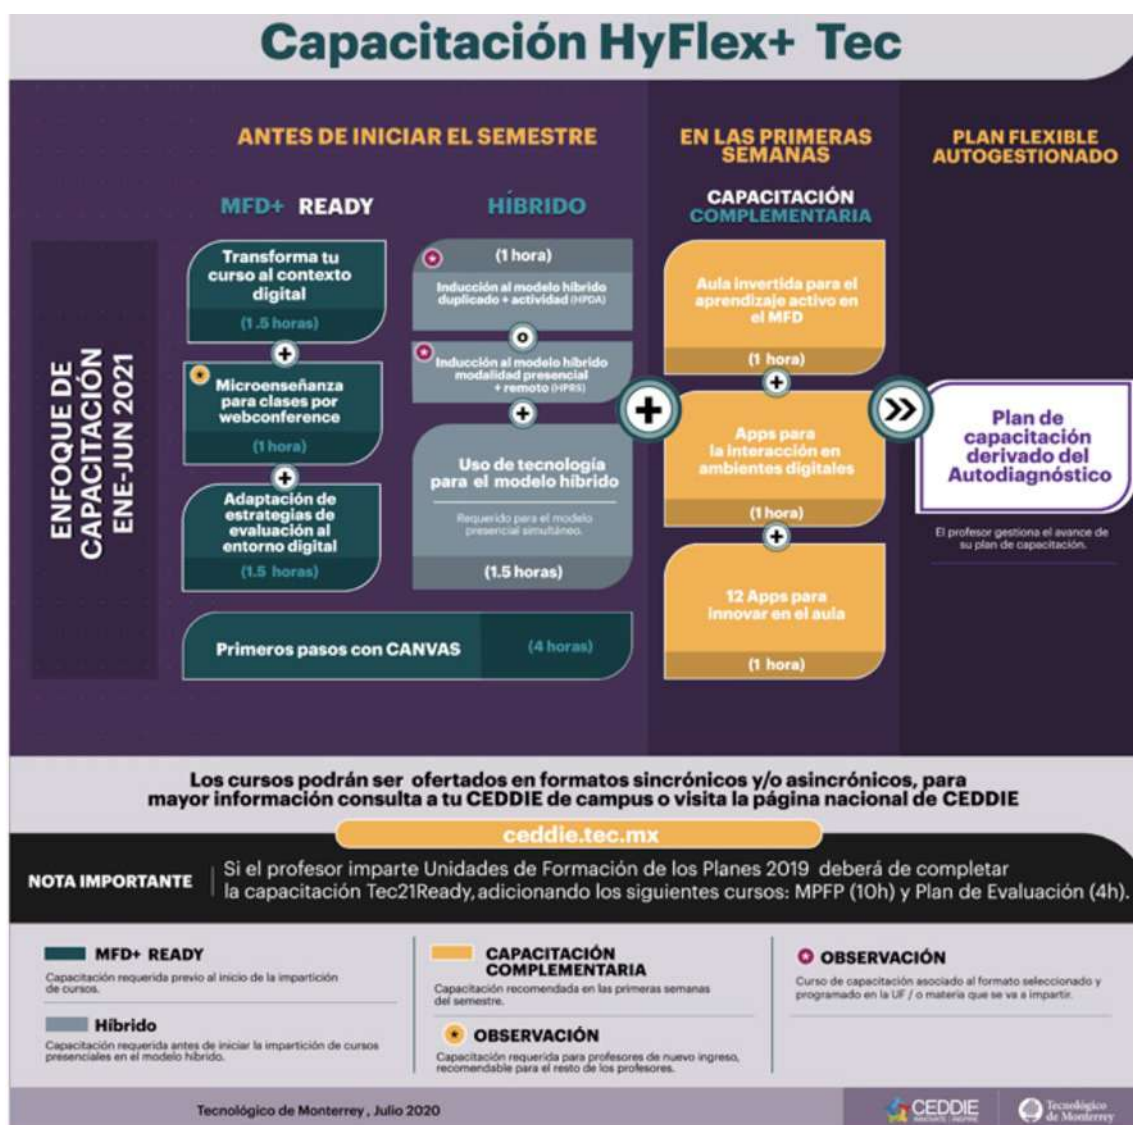 Capacitación HyFlex+ Tec
ANTES DE INICIAR EL SEMESTRE
EN LAS PRIMERAS
SEMANAS
PLAN FLEXIBLE
AUTOGESTIONADO
MFD+ READY
HÍBRIDO
CAPACITACIÓN
COMPLEMENTARIA
ENFOQUE DE
CAPACITACIÓN
ENE-JUN 2021
Transforma tu
curso al contexto
digital
(1.5 horas)
+
Microenseñanza
para clases por
webconference
(1 hora)
+
Adaptación de
estrategias de
evaluación al
entorno digital
(1.5 horas)
(1 hora)
Inducción al modelo híbrido
duplicado + actividad (HPDA)
o
Inducción al modelo híbrido
modalidad presencial
+ remoto (HPRS)
+
Uso de tecnología
para el modelo híbrido
Requerido para el modelo
presencial simultáneo.
(1.5 horas)
Primeros pasos con CANVAS (4 horas)
+
Aula invertida para el
aprendizaje activo en
el MFD
(1 hora)
+
Apps para
la interacción en
ambientes digitales
(1 hora)
+
12 Apps para
innovar en el aula
(1 hora)
Plan de
capacitación
derivado del
Autodiagnóstico
El profesor gestiona el avance de
su plan de capacitación.
Los cursos podrán ser ofertados en formatos sincrónicos y/o asincrónicos, para
mayor información consulta a tu CEDDIE de campus o visita la página nacional de CEDDIE
ceddie.tec.mx
NOTA IMPORTANTE
Si el profesor imparte Unidades de Formación de los Planes 2019 deberá de completar
la capacitación Tec21Ready, adicionando los siguientes cursos: MPFP (10h) y Plan de Evaluación (4h).
MFD+ READY
Capacitación requerida previo al inicio de la impartición
de cursos.
Híbrido
Capacitación requerida antes de iniciar la impartición de cursos
presenciales en el modelo híbrido.
CAPACITACIÓN
COMPLEMENTARIA
Capacitación recomendada en las primeras semanas
del semestre.
OBSERVACIÓN
Capacitación requerida para profesores de nuevo ingreso,
recomendable para el resto de los profesores.
OBSERVACIÓN
Curso de capacitación asociado al formato seleccionado y
programado en la UF / o materia que se va a impartir.
Tecnológico de Monterrey , Julio 2020
CEDDIE
Tecnológico
de Monterrey